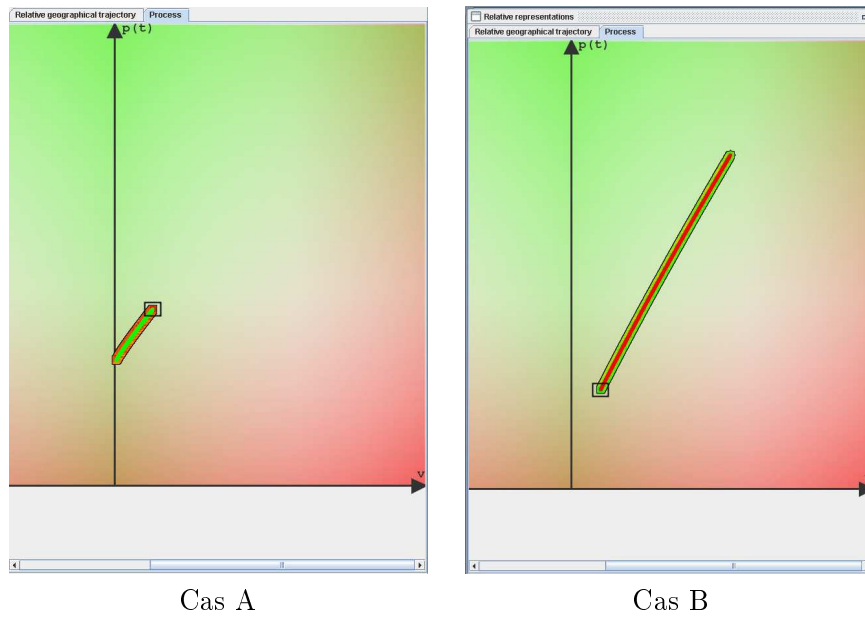 Relative geographical trajectory Process
p(t)
v
Cas A
Relative representations
Relative geographical trajectory Process
p(t)
Cas B